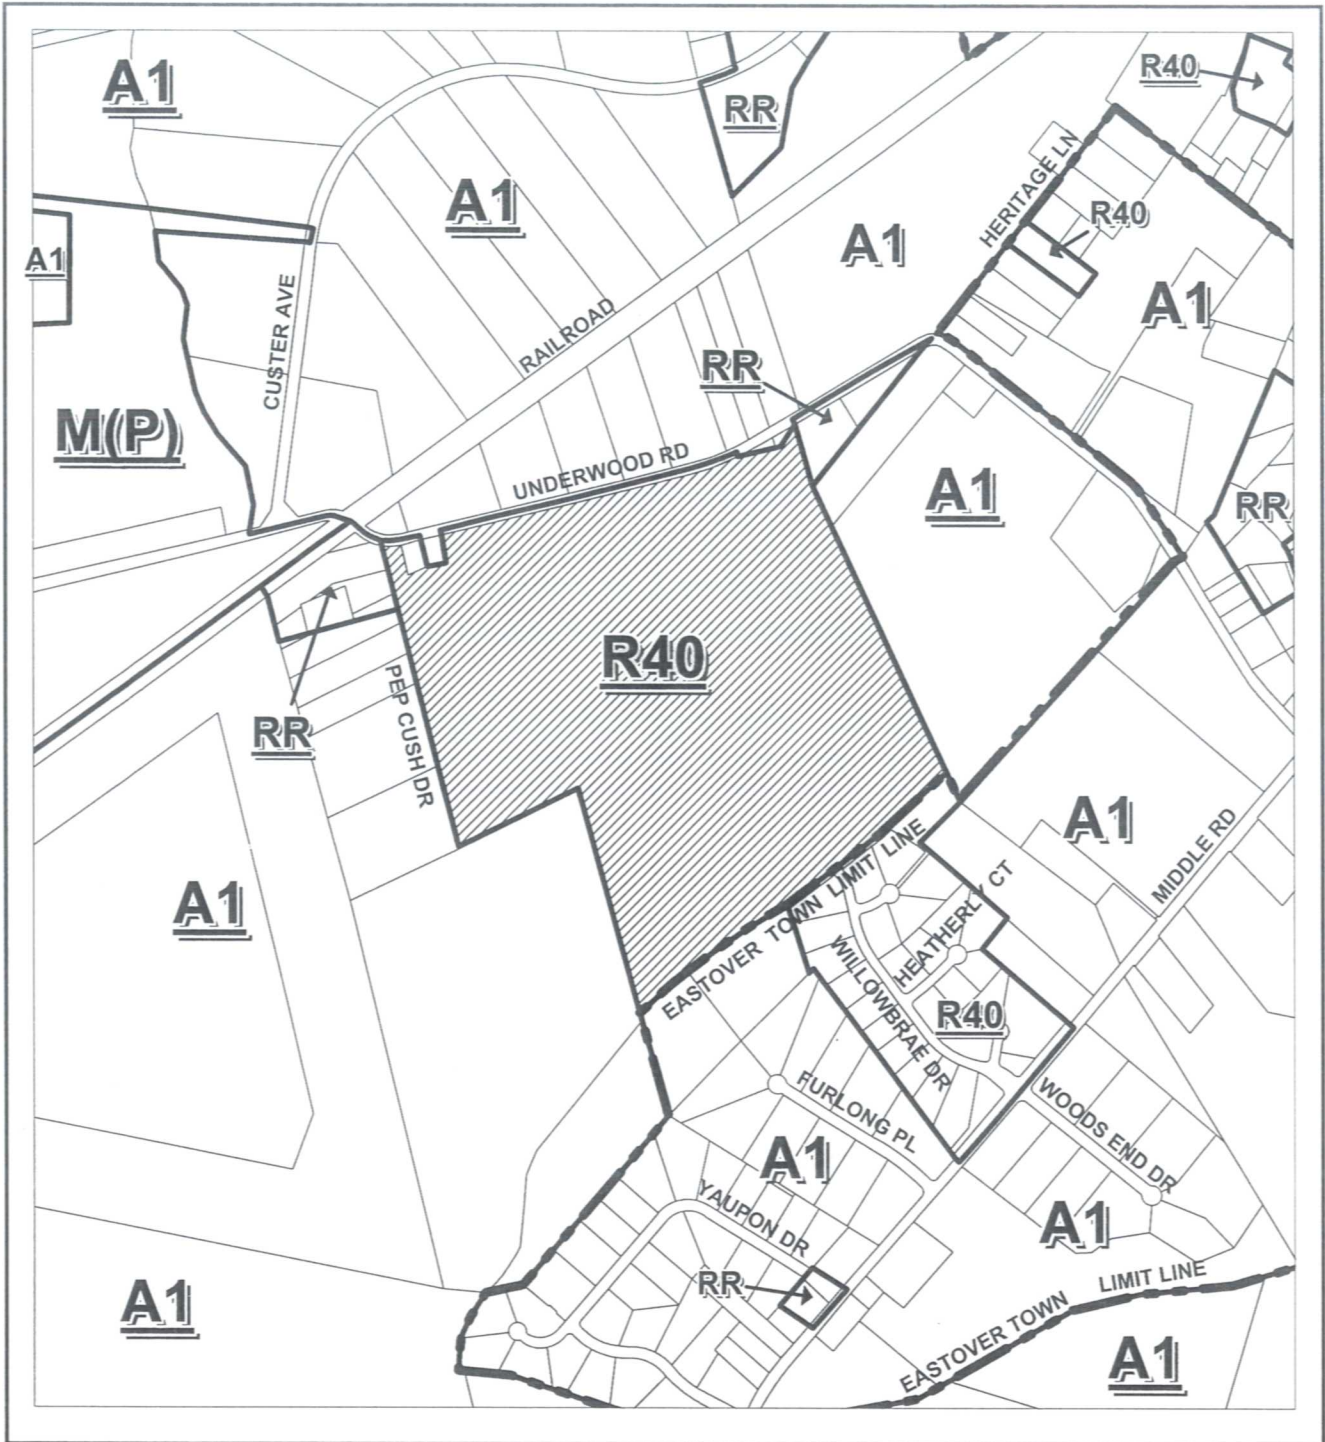 A1
R40
RR
HERITAGE LN
A1
R40
A1
A1
A1
CUSTER AVE
RAILROAD
RR
M(P)
UNDERWOOD RD
A1
RR
R40
PEP CUSH DR
RR
A1
MIDDLE RD
A1
EASTOVER TOWN LIMIT LINE
HEATHERLY CT
WILLOWBRAE DR
R40
FURLONG PL
WOODS END DR
A1
YAUPON DR
A1
RR
LIMIT LINE
A1
EASTOVER TOWN
A1